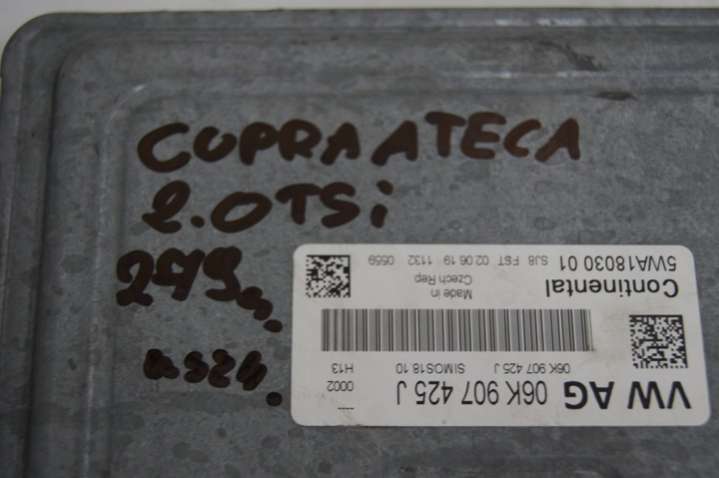 COPRA ATECA
2.0TSi
VW AG 06K 907 425 J
0002
H13
06K 907 425 J SIMOS18.10
Continental
Made in
Czech Rep
5WA18030 01
SJ8 FST 02.06.19 1132 0559